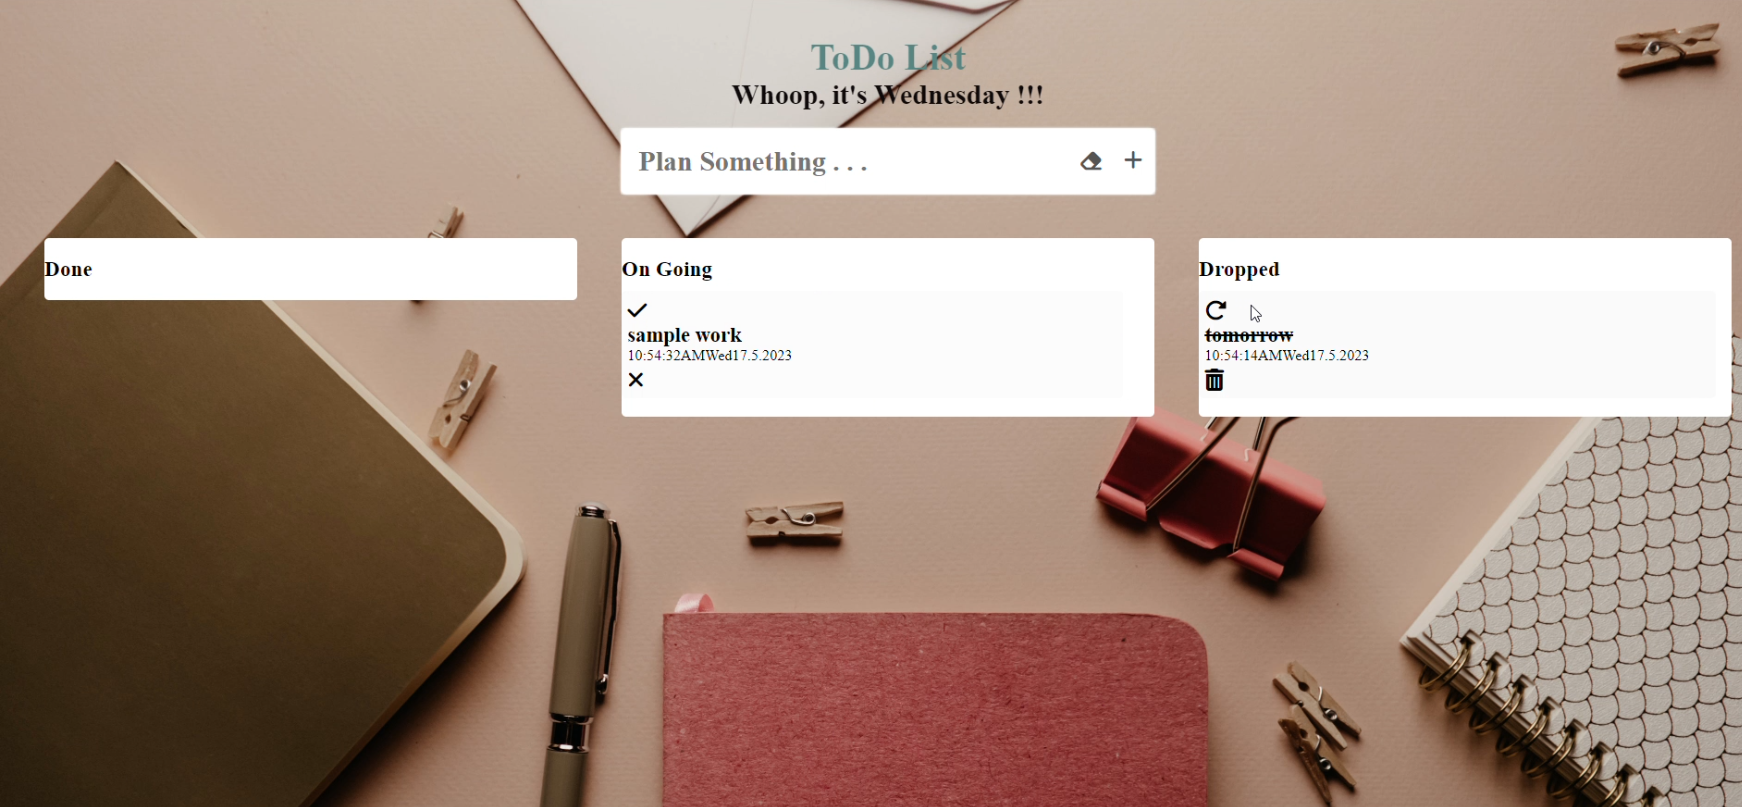 ToDo List
Whoop, it's Wednesday !!!
Plan Something . . .
Done
On Going
sample work
10:54:32AMWed17.5.2023
Dropped
tomorrow
10:54:14AMWed17.5.2023